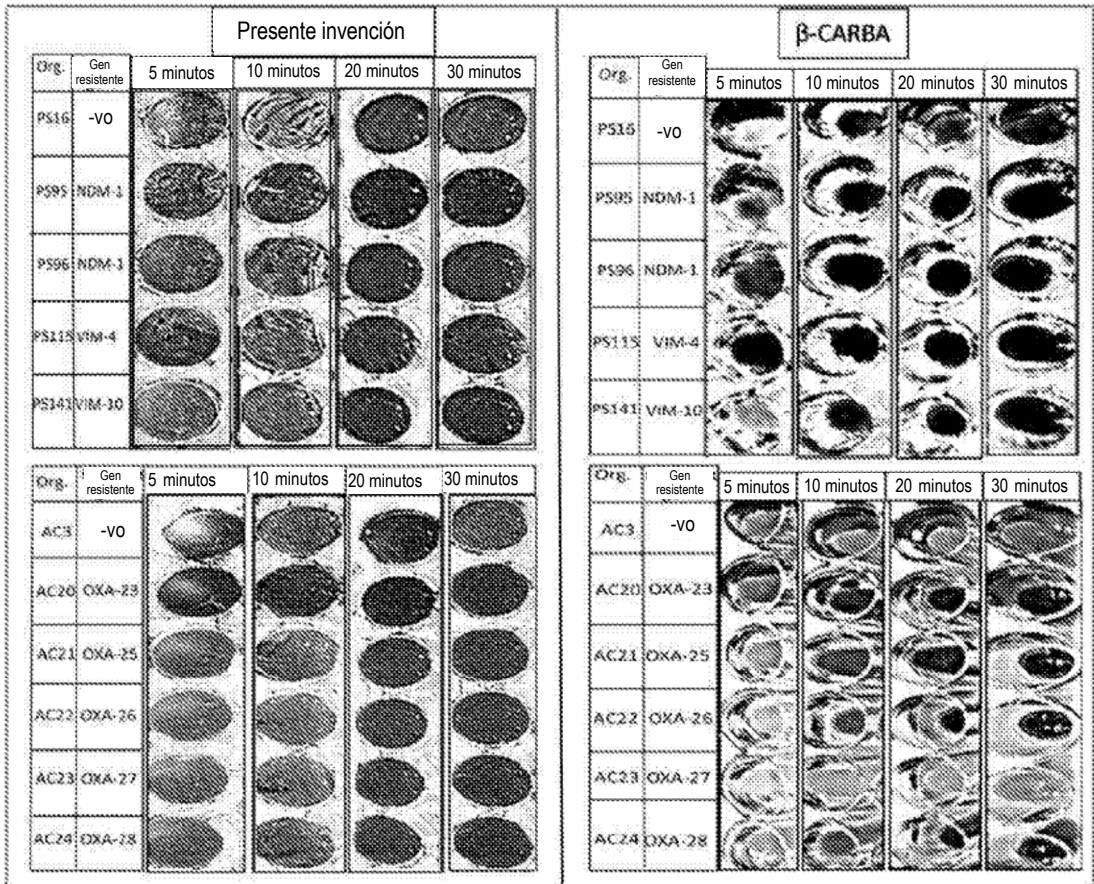 Presente invención
Org. Gen resistente 5 minutos 10 minutos 20 minutos 30 minutos
PS16 -vo
PS95 NDM-1
PS96 NDM-1
PS115 VIM-4
PS141 VIM-10
Org. Gen resistente 5 minutos 10 minutos 20 minutos 30 minutos
AC3 -vo
AC20 OXA-23
AC21 OXA-25
AC22 OXA-26
AC23 OXA-27
AC24 OXA-28
β-CARBA
Org. Gen resistente 5 minutos 10 minutos 20 minutos 30 minutos
PS16 -vo
PS95 NDM-1
PS96 NDM-1
PS115 VIM-4
PS141 VIM-10
Org. Gen resistente 5 minutos 10 minutos 20 minutos 30 minutos
AC3 -vo
AC20 OXA-23
AC21 OXA-25
AC22 OXA-26
AC23 OXA-27
AC24 OXA-28